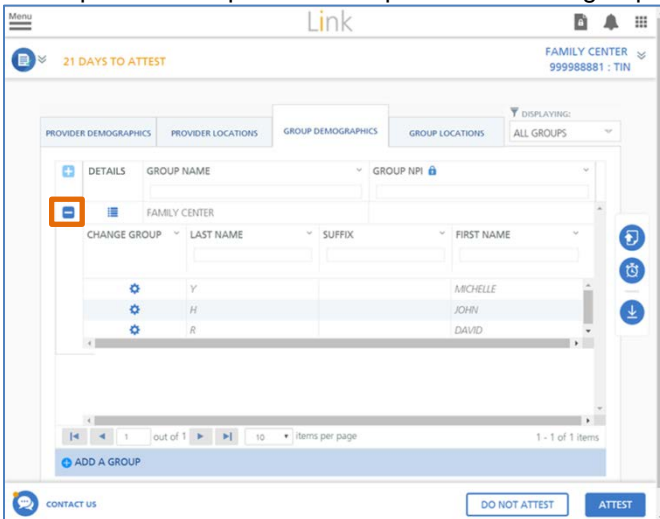 Menu
Link
21 DAYS TO ATTEST
FAMILY CENTER
999988881 : TIN
DISPLAYING:
PROVIDER DEMOGRAPHICS PROVIDER LOCATIONS GROUP DEMOGRAPHICS GROUP LOCATIONS ALL GROUPS
DETAILS GROUP NAME GROUP NPI
FAMILY CENTER
CHANGE GROUP LAST NAME SUFFIX FIRST NAME
Y MICHELLE
H JOHN
R DAVID
1 out of 1 10 items per page 1 - 1 of 1 items
ADD A GROUP
CONTACT US DO NOT ATTEST ATTEST